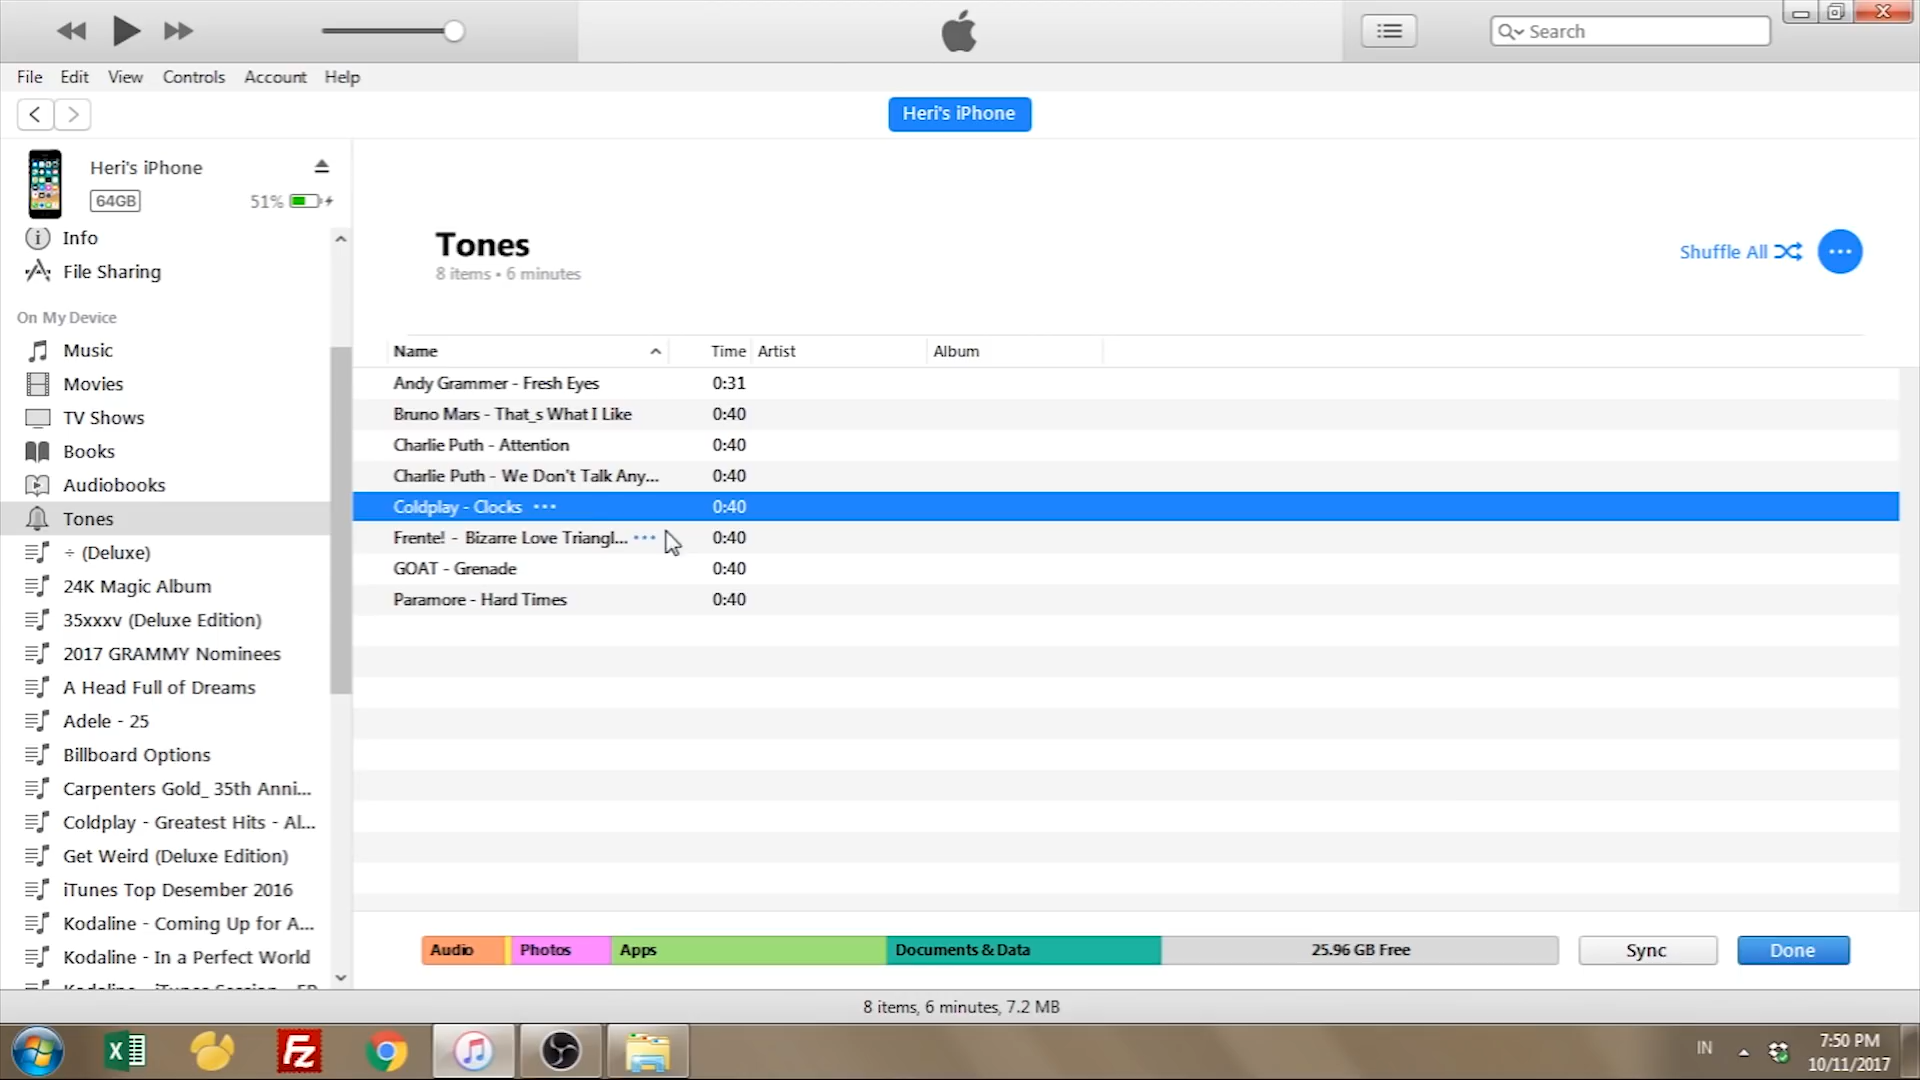 Search
File Edit View Controls Account Help
Heri's iPhone
Heri's iPhone
64GB
51%
Info
File Sharing
On My Device
Music
Movies
TV Shows
Books
Audiobooks
Tones
÷ (Deluxe)
24K Magic Album
35xxxv (Deluxe Edition)
2017 GRAMMY Nominees
A Head Full of Dreams
Adele - 25
Billboard Options
Carpenters Gold_ 35th Anni...
Coldplay - Greatest Hits - Al...
Get Weird (Deluxe Edition)
iTunes Top Desember 2016
Kodaline - Coming Up for A...
Kodaline - In a Perfect World
Kodaline - iTunes Session - EP
Tones
8 items • 6 minutes
Shuffle All
Name Time Artist Album
Andy Grammer - Fresh Eyes 0:31
Bruno Mars - That_s What I Like 0:40
Charlie Puth - Attention 0:40
Charlie Puth - We Don't Talk Any... 0:40
Coldplay - Clocks ... 0:40
Frente! - Bizarre Love Triangl... ... 0:40
GOAT - Grenade 0:40
Paramore - Hard Times 0:40
Audio Photos Apps Documents & Data 25.96 GB Free
Sync
Done
8 items, 6 minutes, 7.2 MB
IN
7:50 PM
10/11/2017